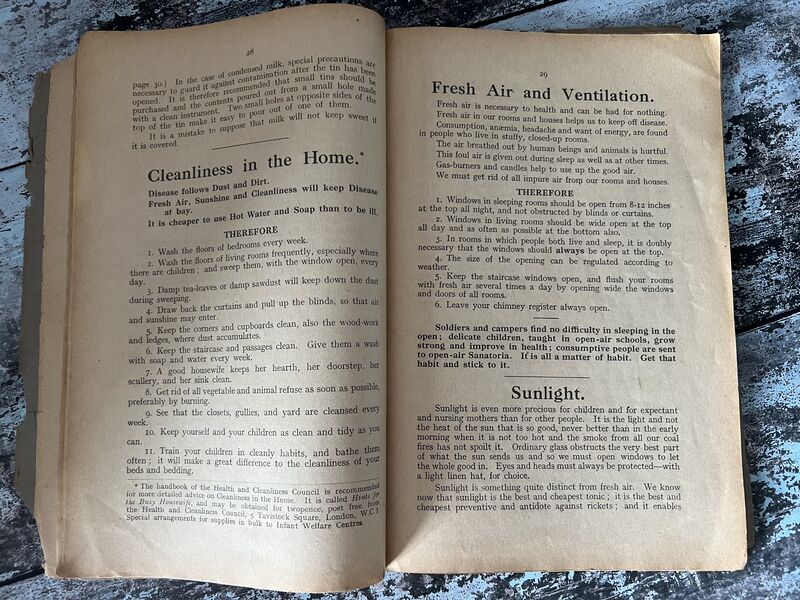 28
page 30.) In the case of condensed milk, special precautions are
necessary to guard it against contamination after the tin has been
opened. It is therefore recommended that small tins should be
purchased and the contents poured out from a small hole made
with a clean instrument. Two small holes at opposite sides of the
top of the tin make it easy to pour out of one of them.
It is a mistake to suppose that milk will not keep sweet if
it is covered.
Cleanliness in the Home.*
Disease follows Dust and Dirt.
Fresh Air, Sunshine and Cleanliness will keep Disease
at bay.
It is cheaper to use Hot Water and Soap than to be ill.
THEREFORE
1. Wash the floors of bedrooms every week.
2. Wash the floors of living rooms frequently, especially where
there are children; and sweep them, with the window open, every
day.
3. Damp tea-leaves or damp sawdust will keep down the dust
during sweeping.
4. Draw back the curtains and pull up the blinds, so that air
and sunshine may enter.
5. Keep the corners and cupboards clean, also the wood-work
and ledges, where dust accumulates.
6. Keep the staircase and passages clean. Give them a wash
with soap and water every week.
7. A good housewife keeps her hearth, her doorstep, her
scullery, and her sink clean.
8. Get rid of all vegetable and animal refuse as soon as possible,
preferably by burning.
9. See that the closets, gullies, and yard are cleansed every
week.
10. Keep yourself and your children as clean and tidy as you
can.
11. Train your children in cleanly habits, and bathe them
often; it will make a great difference to the cleanliness of your
beds and bedding.
* The handbook of the Health and Cleanliness Council is recommended
for more detailed advice on Cleanliness in the Home. It is called Hints for
the Busy Housewife, and may be obtained for twopence, post free, from
the Health and Cleanliness Council, 5 Tavistock Square, London, W.C.1.
Special arrangements for supplies in bulk to Infant Welfare Centres
29
Fresh Air and Ventilation.
Fresh air is necessary to health and can be had for nothing.
Fresh air in our rooms and houses helps us to keep off disease.
Consumption, anæmia, headache and want of energy, are found
in people who live in stuffy, closed-up rooms.
The air breathed out by human beings and animals is hurtful.
This foul air is given out during sleep as well as at other times.
Gas-burners and candles help to use up the good air.
We must get rid of all impure air from our rooms and houses
THEREFORE
1. Windows in sleeping rooms should be open from 8-12 inches
at the top all night, and not obstructed by blinds or curtains.
2. Windows in living rooms should be wide open at the top
all day and as often as possible at the bottom also.
3. In rooms in which people both live and sleep, it is doubly
necessary that the windows should always be open at the top.
4. The size of the opening can be regulated according to
weather.
5. Keep the staircase windows open, and flush your rooms
with fresh air several times a day by opening wide the windows
and doors of all rooms.
6. Leave your chimney register always open.
Soldiers and campers find no difficulty in sleeping in the
open; delicate children, taught in open-air schools, grow
strong and improve in health; consumptive people are sent
to open-air Sanatoria. It is all a matter of habit. Get that
habit and stick to it.
Sunlight.
Sunlight is even more precious for children and for expectant
and nursing mothers than for other people. It is the light and not
the heat of the sun that is so good, never better than in the early
morning when it is not too hot and the smoke from all our coal
fires has not spoilt it. Ordinary glass obstructs the very best part
of what the sun sends us and so we must open windows to let
the whole good in. Eyes and heads must always be protected—with
a light linen hat, for choice.
Sunlight is something quite distinct from fresh air. We know
now that sunlight is the best and cheapest tonic; it is the best and
cheapest preventive and antidote against rickets; and it enables